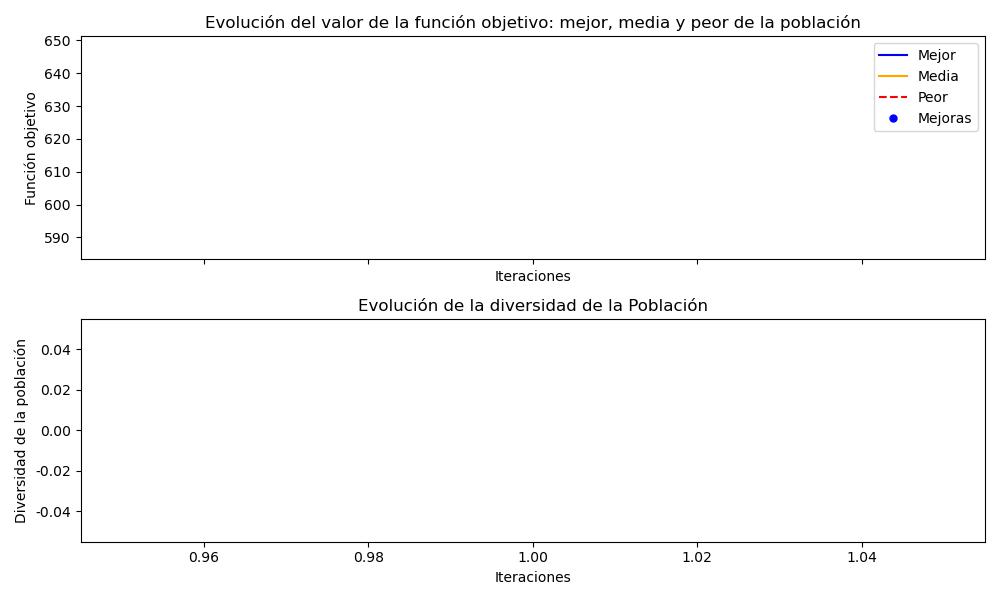 Evolución del valor de la función objetivo: mejor, media y peor de la población
650
640
630
620
610
600
590
Función objetivo
Mejor
Media
Peor
Mejoras
Iteraciones
Evolución de la diversidad de la Población
0.04
0.02
0.00
-0.02
-0.04
Diversidad de la población
0.96 0.98 1.00 1.02 1.04
Iteraciones